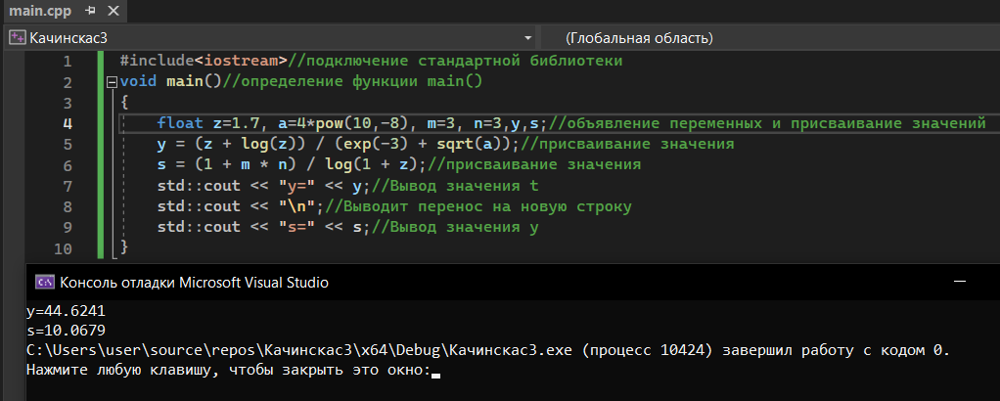 main.cpp
Качинскас3
(Глобальная область)
1 #include<iostream>//подключение стандартной библиотеки
2 void main()//определение функции main()
3 {
4 float z=1.7, a=4*pow(10,-8), m=3, n=3,y,s;//объявление переменных и присваивание значений
5 y = (z + log(z)) / (exp(-3) + sqrt(a));//присваивание значения
6 s = (1 + m * n) / log(1 + z);//присваивание значения
7 std::cout << "y=" << y;//Вывод значения t
8 std::cout << "\n";//Выводит перенос на новую строку
9 std::cout << "s=" << s;//Вывод значения y
10 }
C:\ Консоль отладки Microsoft Visual Studio
y=44.6241
s=10.0679
C:\Users\user\source\repos\Качинскас3\x64\Debug\Качинскас3.exe (процесс 10424) завершил работу с кодом 0.
Нажмите любую клавишу, чтобы закрыть это окно: